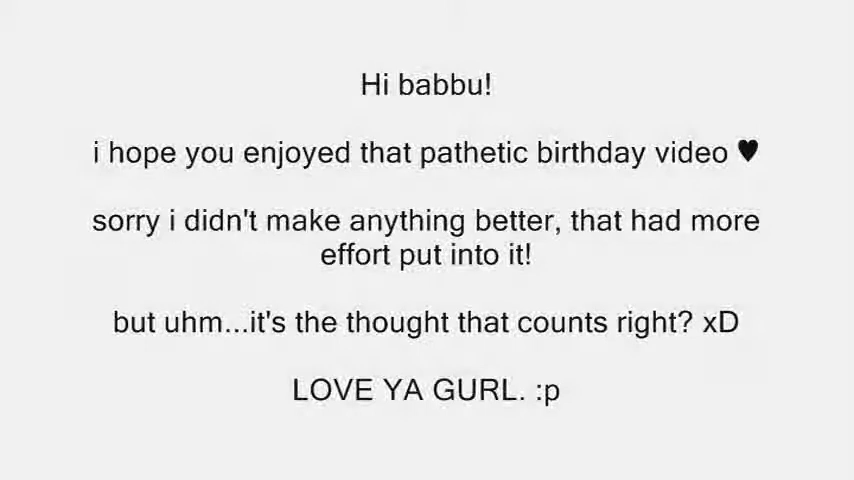 Hi babbu!
i hope you enjoyed that pathetic birthday video ♥
sorry i didn't make anything better, that had more
effort put into it!
but uhm...it's the thought that counts right? xD
LOVE YA GURL. :p